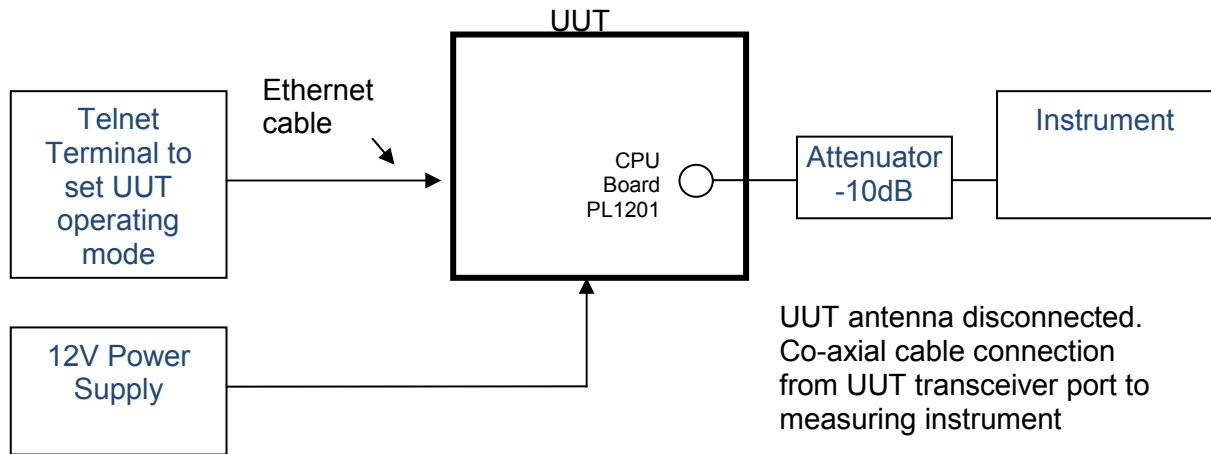 UUT
Ethernet
cable
Telnet
Terminal to
set UUT
operating
mode
CPU
Board
PL1201
Attenuator
-10dB
Instrument
12V Power
Supply
UUT antenna disconnected.
Co-axial cable connection
from UUT transceiver port to
measuring instrument